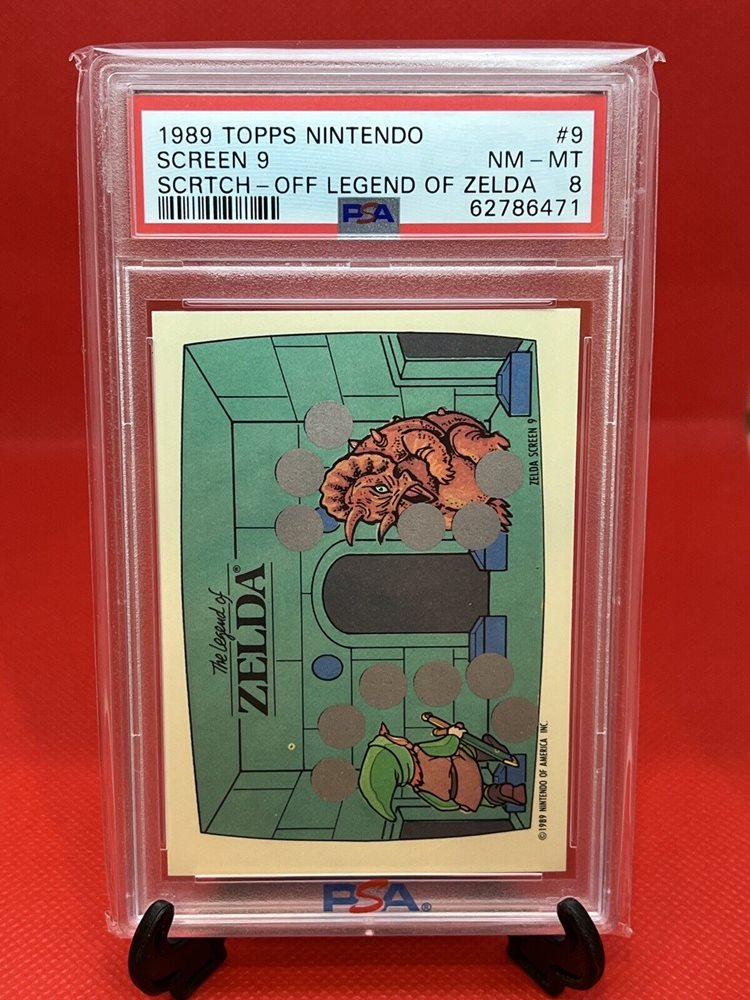 1989 TOPPS NINTENDO #9
SCREEN 9 NM-MT
SCRTCH-OFF LEGEND OF ZELDA 8
PSA 62786471
The Legend of
ZELDA®
ZELDA SCREEN 9
©1989 NINTENDO OF AMERICA INC.
PSA®